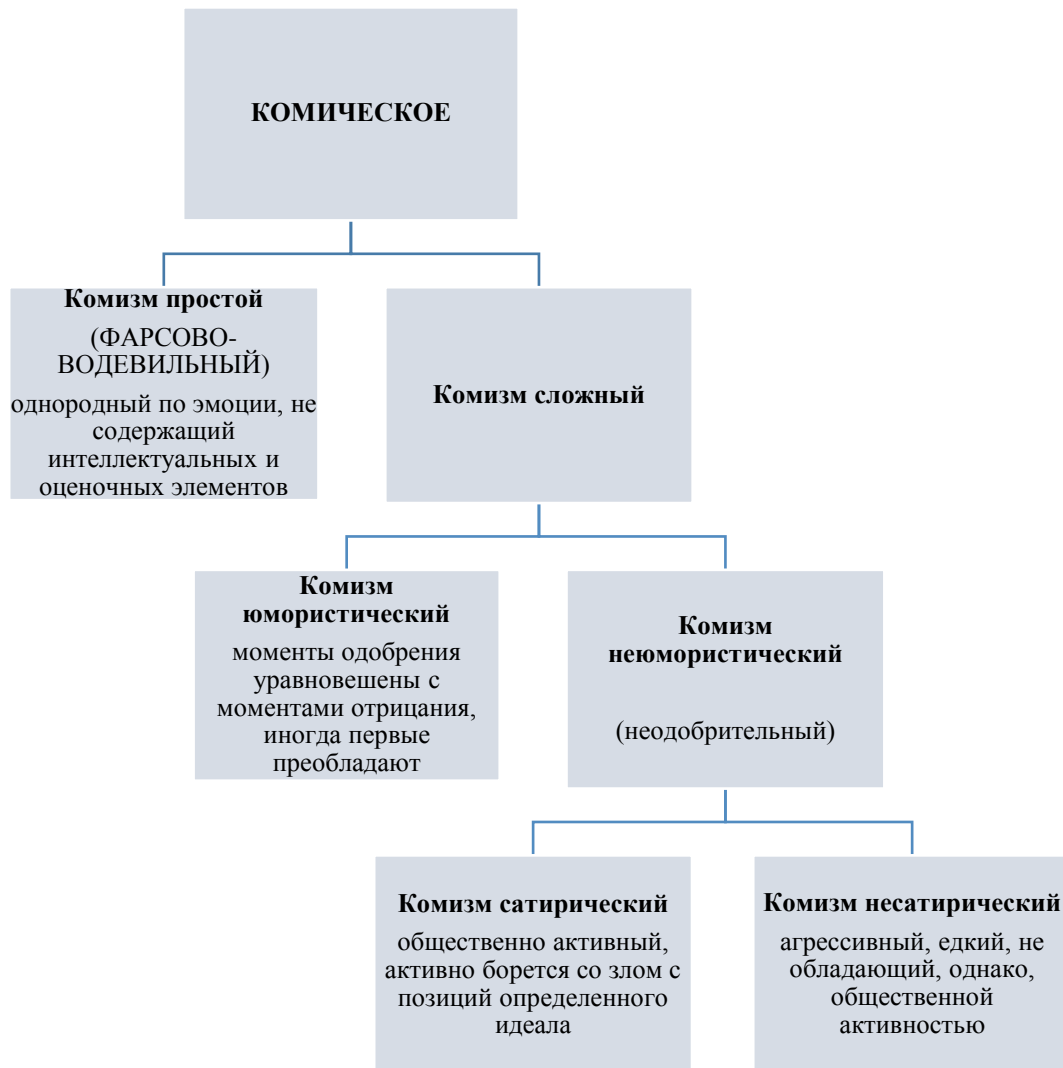 КОМИЧЕСКОЕ
Комизм простой
(ФАРСОВО-
ВОДЕВИЛЬНЫЙ)
однородный по эмоции, не
содержащий
интеллектуальных и
оценочных элементов
Комизм сложный
Комизм
юмористический
моменты одобрения
уравновешены с
моментами отрицания,
иногда первые
преобладают
Комизм
неюмористический
(неодобрительный)
Комизм сатирический
общественно активный,
активно борется со злом с
позиций определенного
идеала
Комизм несатирический
агрессивный, едкий, не
обладающий, однако,
общественной
активностью